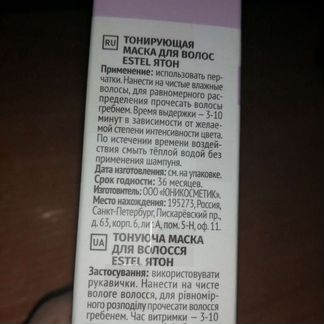 RU ТОНИРУЮЩАЯ
МАСКА ДЛЯ ВОЛОС
ESTEL ЯТОН
Применение: использовать пер-
чатки. Нанести на чистые влажные
волосы, для равномерного рас-
пределения прочесать волосы
гребнем. Время выдержки — 3-10
минут в зависимости от желае-
мой степени интенсивности цвета.
По истечении времени воздей-
ствия смыть тёплой водой без
применения шампуня.
Дата изготовления: см. на упаковке.
Срок годности: 36 месяцев.
Изготовитель: ООО «ЮНИКОСМЕТИК».
Место нахождения: 195273, Россия,
Санкт-Петербург, Пискарёвский пр.,
д. 63, корп. 6, лит А, пом. 5-Н, оф. 11.
UA ТОНУЮЧА МАСКА
ДЛЯ ВОЛОССЯ
ESTEL ЯТОН
Застосування: використовувати
рукавички. Нанести на чисте
вологе волосся, для рівномір-
ного розподілу прочесати волосся
гребенем. Час витримки — 3-10